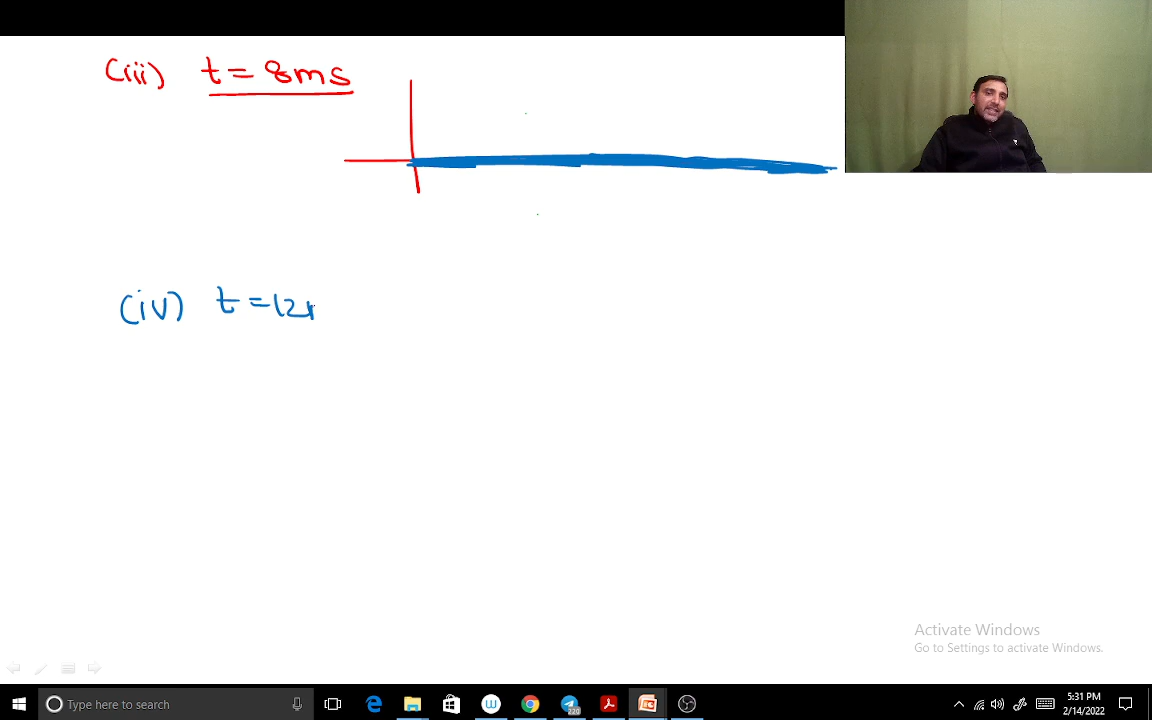 (iii) t = 8ms
(iv) t = 12
Activate Windows
Go to Settings to activate Windows.
Type here to search
220
5:31 PM
2/14/2022